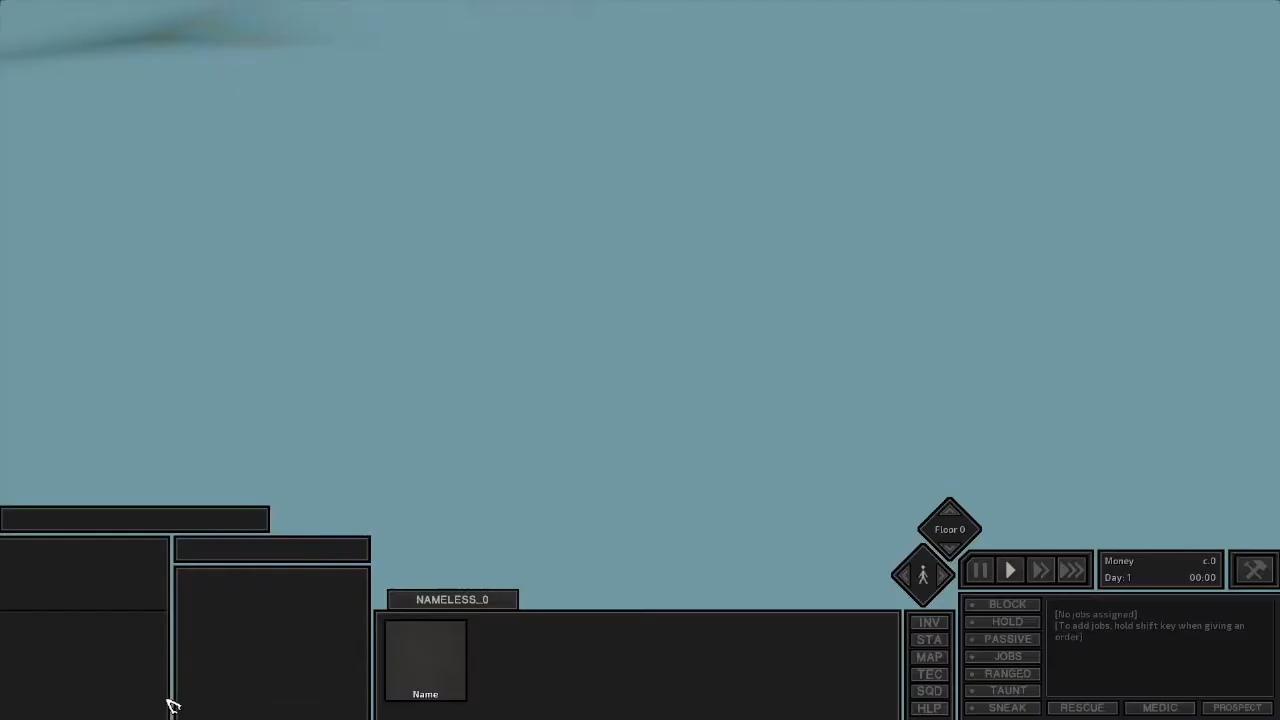 Floor 0
Money c.0
Day: 1 00:00
NAMELESS_0
Name
INV
STA
MAP
TEC
SQD
HLP
BLOCK
HOLD
PASSIVE
JOBS
RANGED
TAUNT
SNEAK
[No jobs assigned]
[To add jobs, hold shift key when giving an
order]
RESCUE
MEDIC
PROSPECT